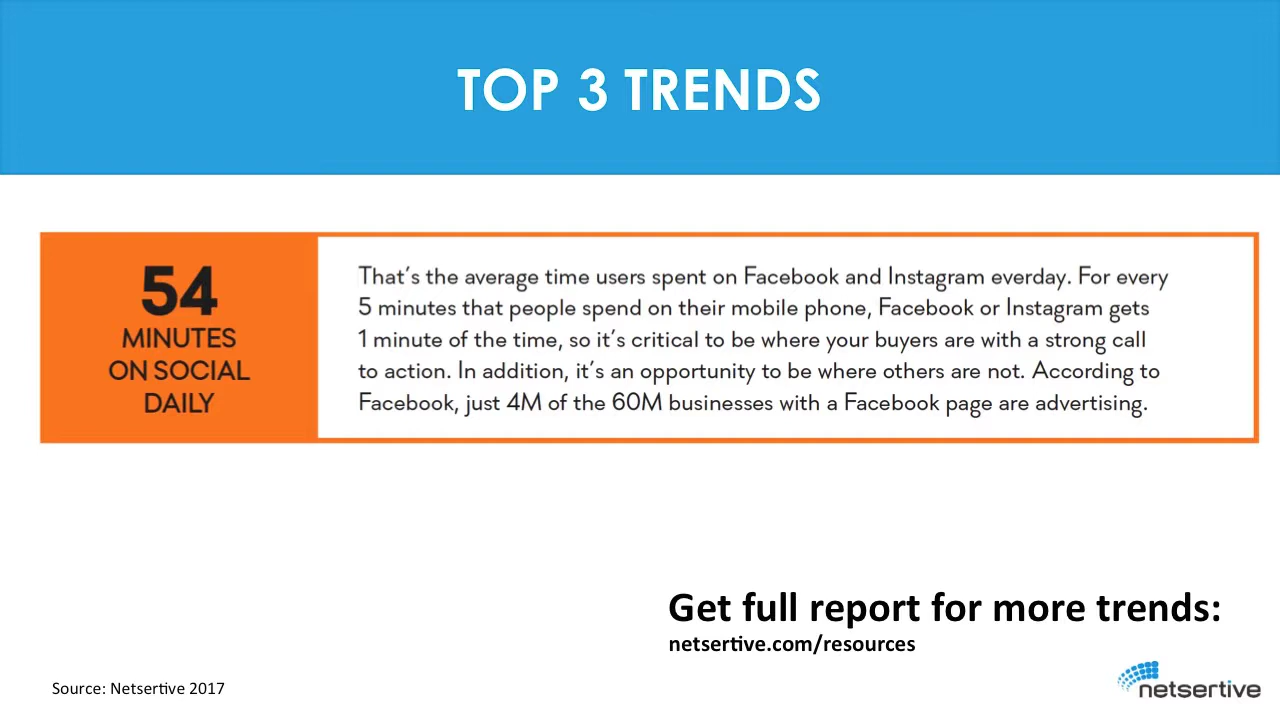 TOP 3 TRENDS
54
MINUTES
ON SOCIAL
DAILY
That's the average time users spent on Facebook and Instagram everday. For every
5 minutes that people spend on their mobile phone, Facebook or Instagram gets
1 minute of the time, so it's critical to be where your buyers are with a strong call
to action. In addition, it's an opportunity to be where others are not. According to
Facebook, just 4M of the 60M businesses with a Facebook page are advertising.
Get full report for more trends:
netsertive.com/resources
Source: Netsertive 2017
netsertive